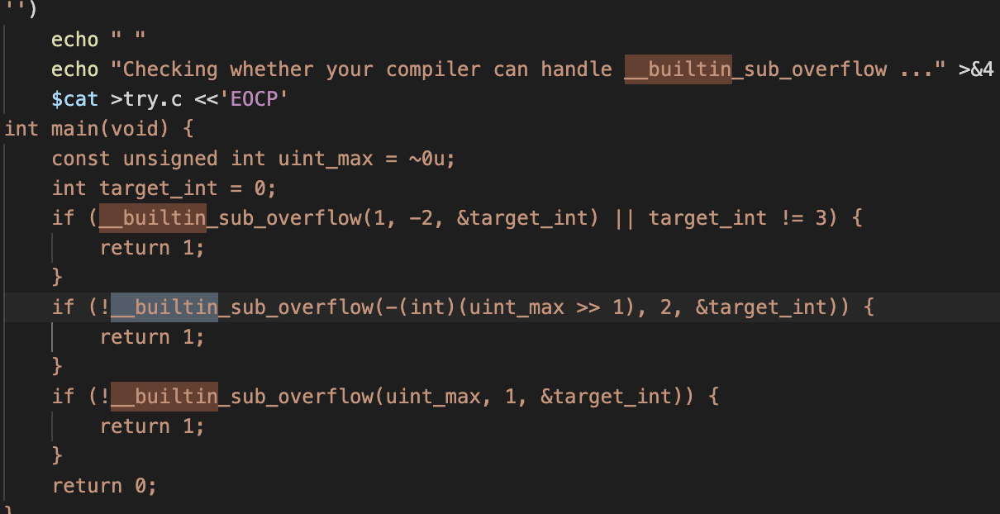 '')
    echo " "
    echo "Checking whether your compiler can handle __builtin_sub_overflow ..." >&4
    $cat >try.c <<'EOCP'
int main(void) {
    const unsigned int uint_max = ~0u;
    int target_int = 0;
    if (__builtin_sub_overflow(1, -2, &target_int) || target_int != 3) {
        return 1;
    }
    if (!__builtin_sub_overflow(-(int)(uint_max >> 1), 2, &target_int)) {
        return 1;
    }
    if (!__builtin_sub_overflow(uint_max, 1, &target_int)) {
        return 1;
    }
    return 0;
}